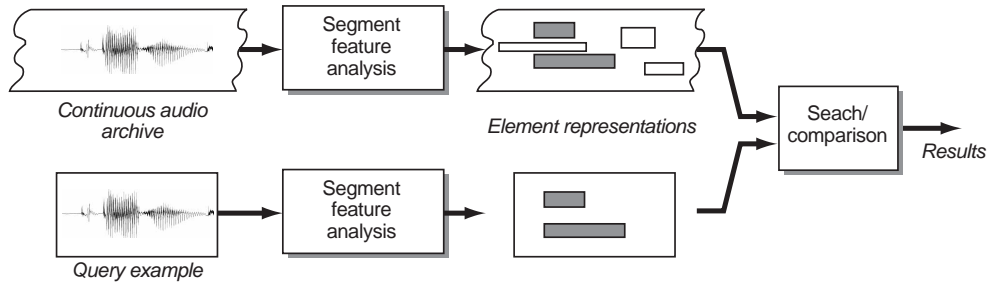 Segment
feature
analysis
Continuous audio
archive
Element representations
Seach/
comparison
Results
Segment
feature
analysis
Query example